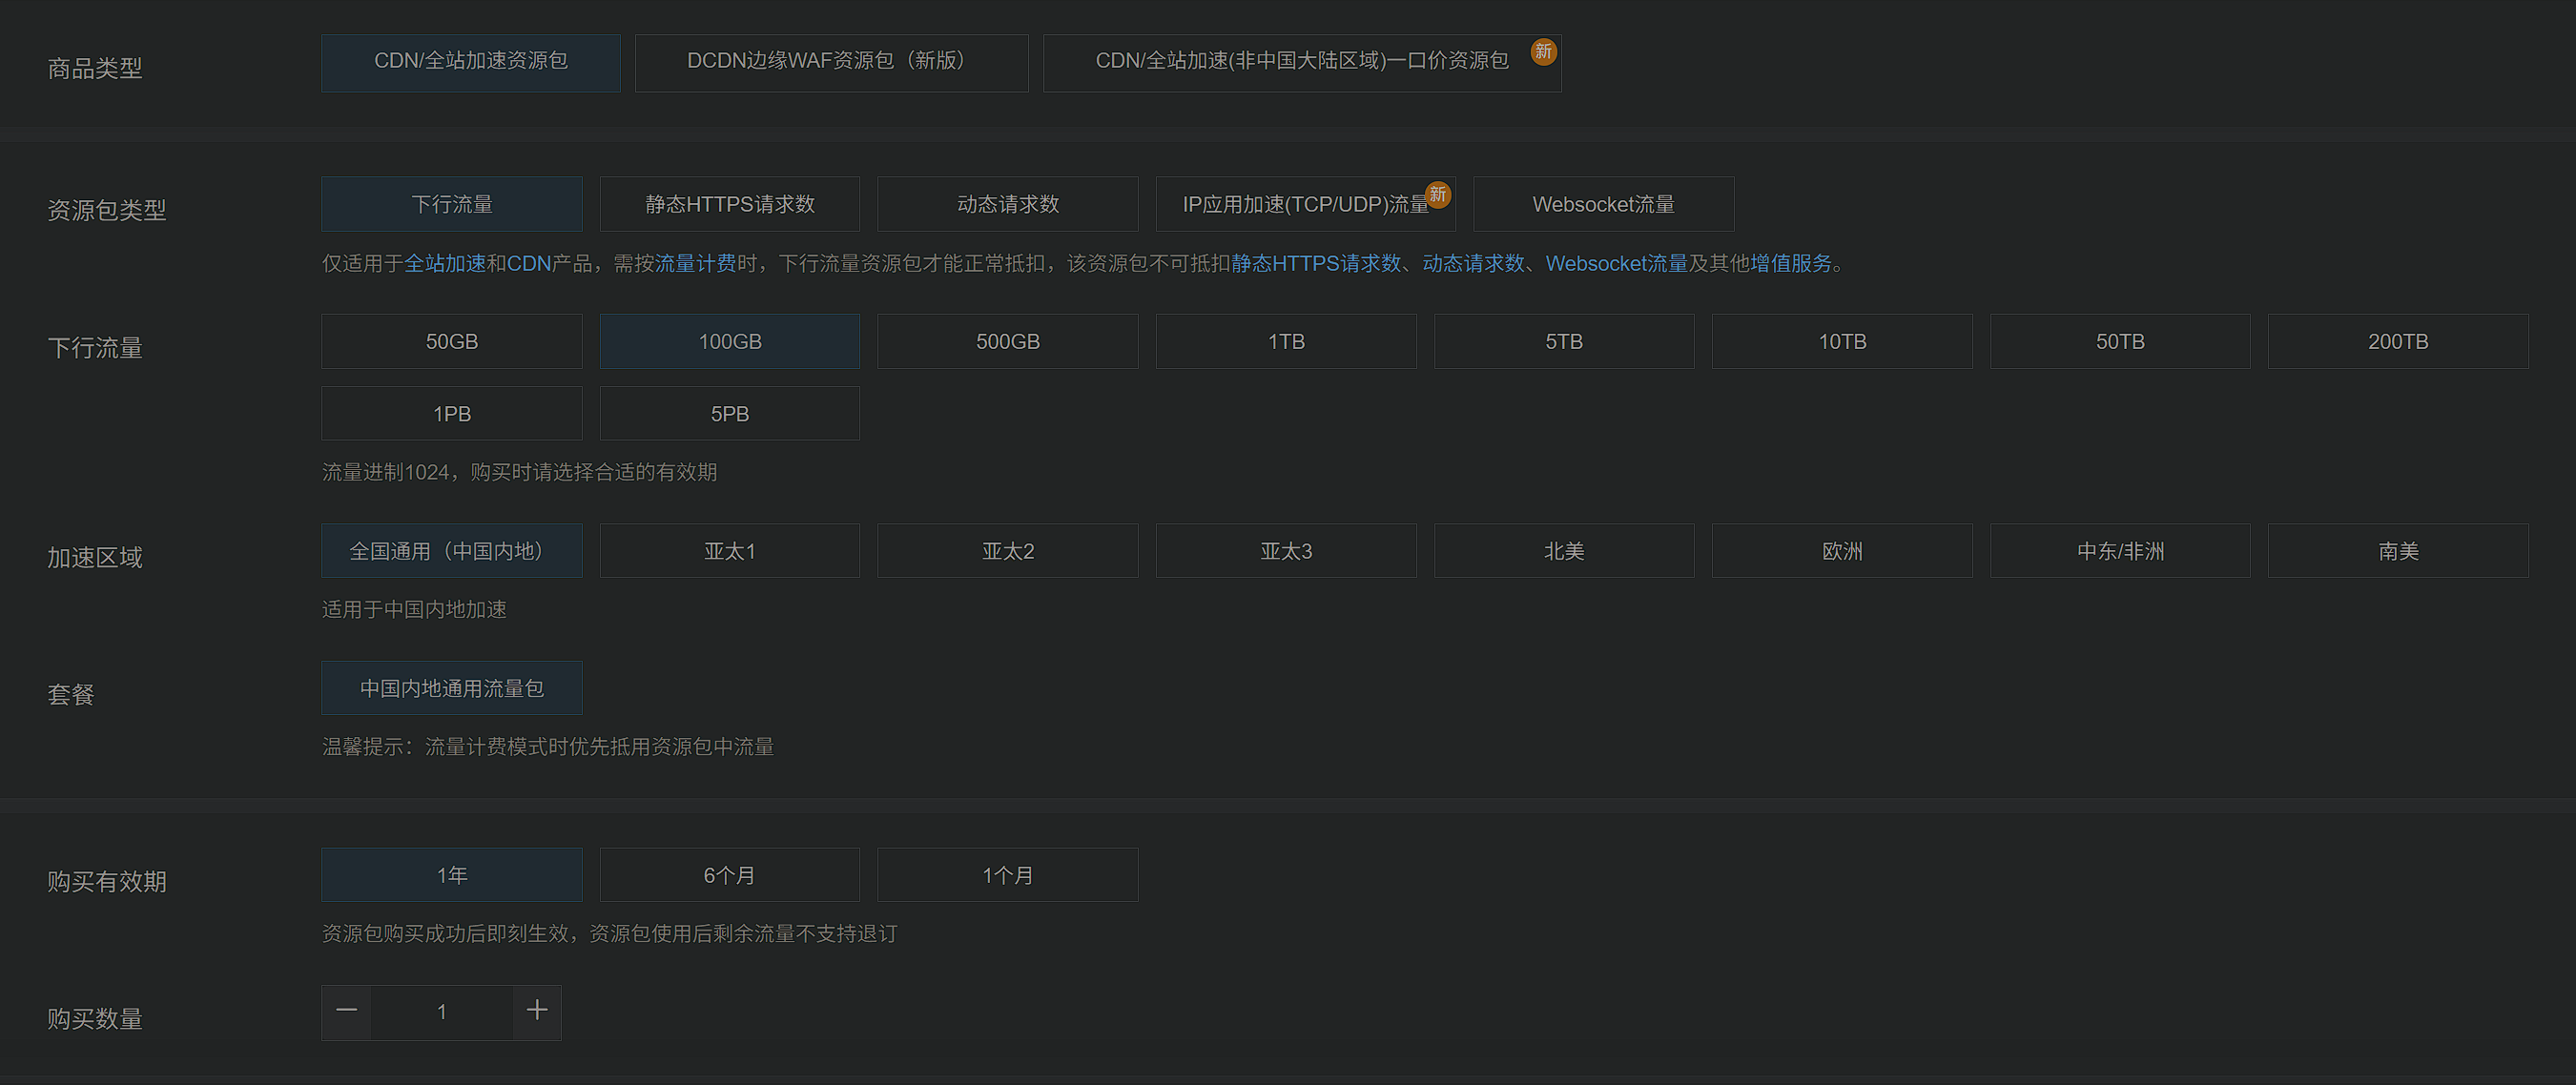 商品类型
CDN/全站加速资源包 DCDN边缘WAF资源包（新版） CDN/全站加速(非中国大陆区域)一口价资源包 新
资源包类型
下行流量 静态HTTPS请求数 动态请求数 IP应用加速(TCP/UDP)流量 新 Websocket流量
仅适用于全站加速和CDN产品，需按流量计费时，下行流量资源包才能正常抵扣，该资源包不可抵扣静态HTTPS请求数、动态请求数、Websocket流量及其他增值服务。
下行流量
50GB 100GB 500GB 1TB 5TB 10TB 50TB 200TB
1PB 5PB
流量进制1024，购买时请选择合适的有效期
加速区域
全国通用（中国内地） 亚太1 亚太2 亚太3 北美 欧洲 中东/非洲 南美
适用于中国内地加速
套餐
中国内地通用流量包
温馨提示：流量计费模式时优先抵用资源包中流量
购买有效期
1年 6个月 1个月
资源包购买成功后即刻生效，资源包使用后剩余流量不支持退订
购买数量
— 1 +